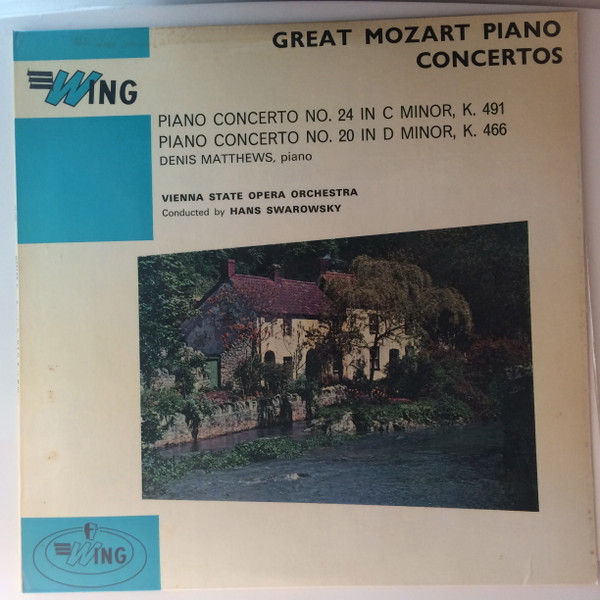 GREAT MOZART PIANO
CONCERTOS
WING
PIANO CONCERTO NO. 24 IN C MINOR, K. 491
PIANO CONCERTO NO. 20 IN D MINOR, K. 466
DENIS MATTHEWS, piano
VIENNA STATE OPERA ORCHESTRA
Conducted by HANS SWAROWSKY
WING